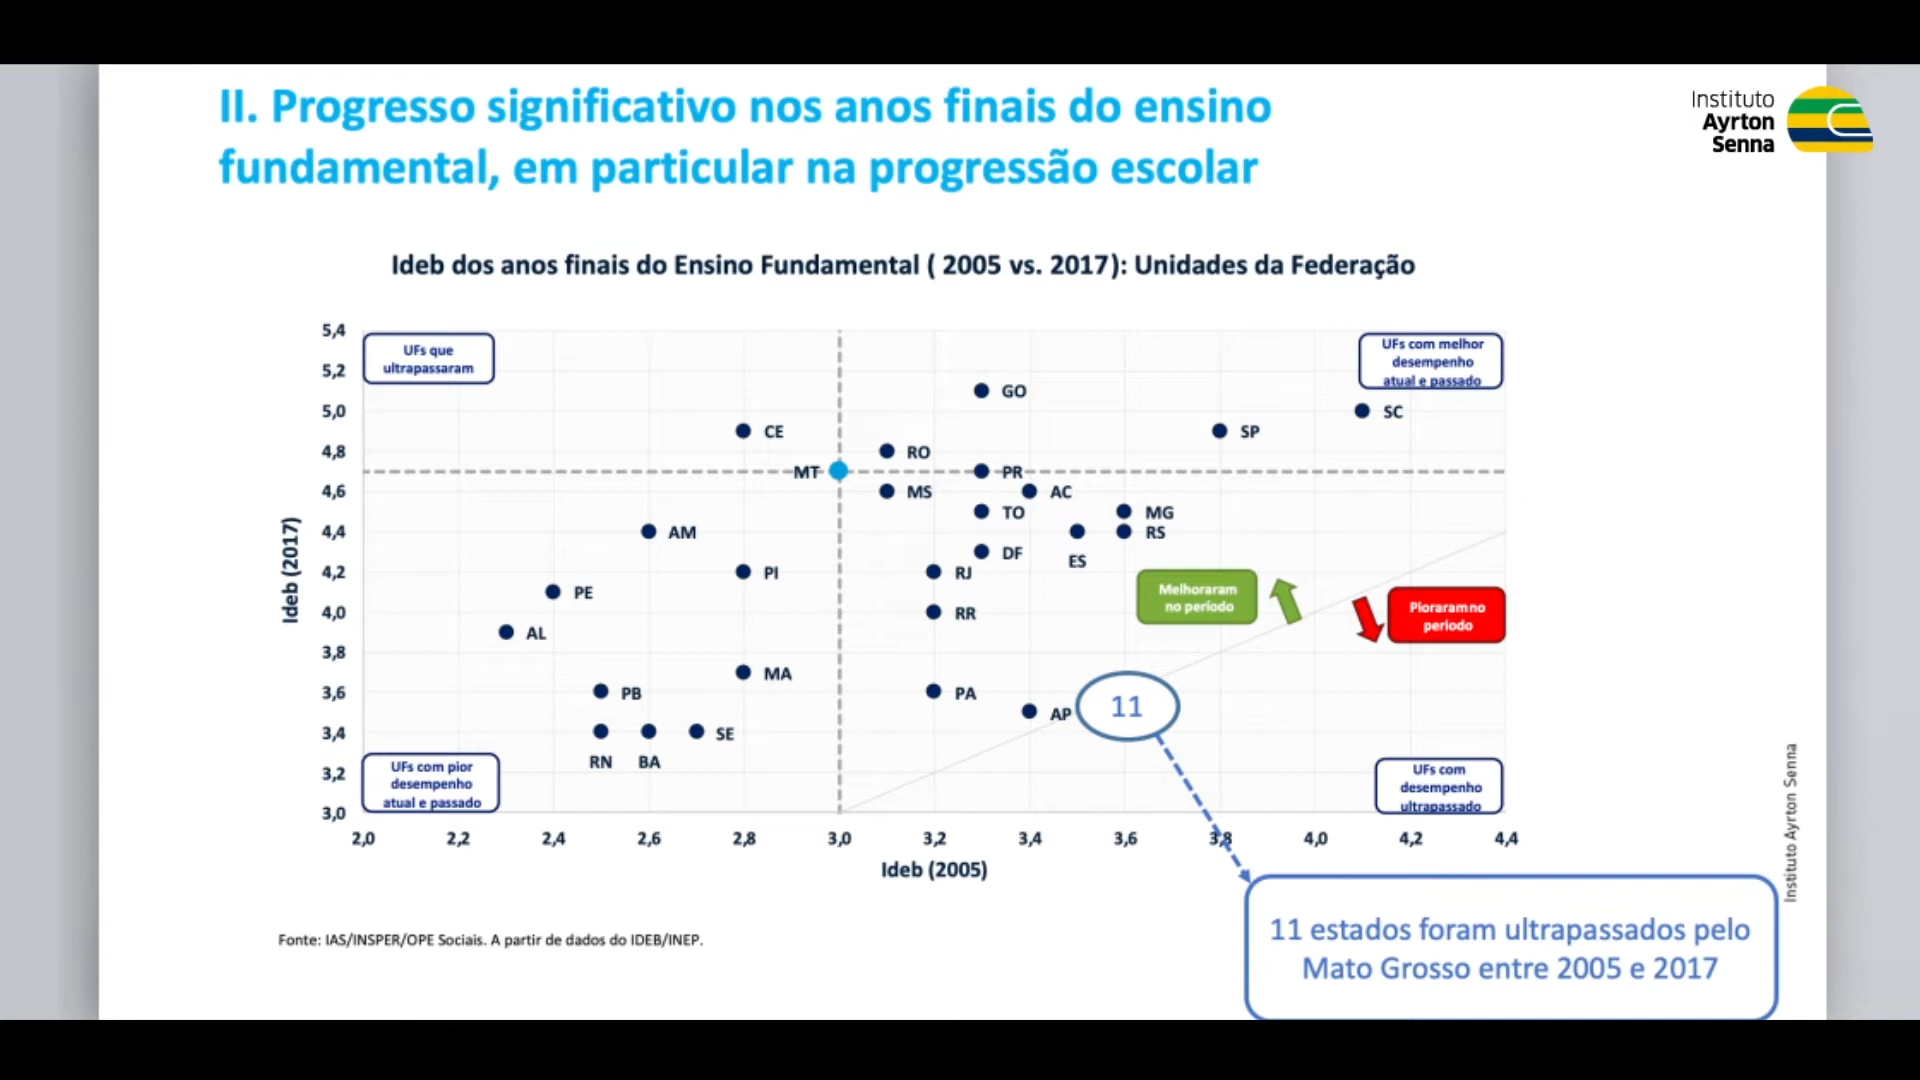 II. Progresso significativo nos anos finais do ensino
fundamental, em particular na progressão escolar
Instituto
Ayrton
Senna
Ideb dos anos finais do Ensino Fundamental ( 2005 vs. 2017): Unidades da Federação
5,4
5,2
5,0
4,8
4,6
4,4
4,2
4,0
3,8
3,6
3,4
3,2
3,0
Ideb (2017)
UFs que
ultrapassaram
UFs com melhor
desempenho
atual e passado
GO
SC
CE
SP
RO
MT
PR
MS
AC
TO
MG
AM
RS
DF
ES
PI
RJ
PE
RR
AL
Melhoraram
no período
Pioraram no
período
MA
PB
PA
AP
11
SE
RN
BA
UFs com pior
desempenho
atual e passado
UFs com
desempenho
ultrapassado
2,0
2,2
2,4
2,6
2,8
3,0
3,2
3,4
3,6
3,8
4,0
4,2
4,4
Ideb (2005)
Instituto Ayrton Senna
Fonte: IAS/INSPER/OPE Sociais. A partir de dados do IDEB/INEP.
11 estados foram ultrapassados pelo
Mato Grosso entre 2005 e 2017